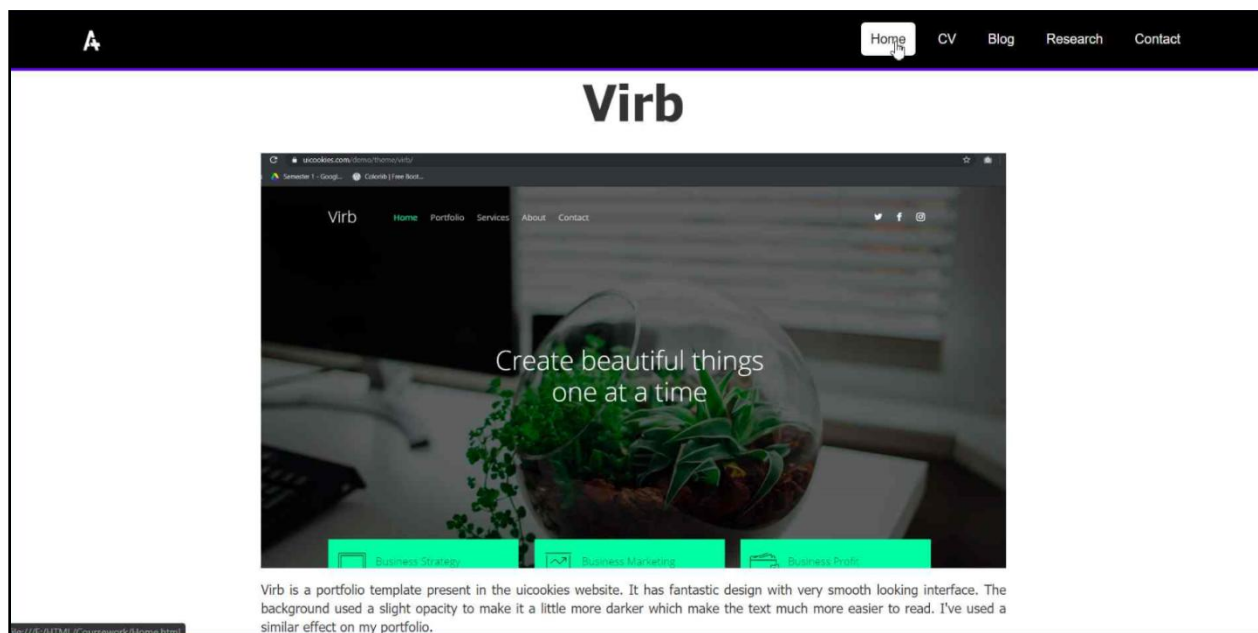 Home CV Blog Research Contact
Virb
uicookies.com/demo/theme/virb/
Semester 1 - Googl... Colorlib | Free Boot...
Virb Home Portfolio Services About Contact
Create beautiful things
one at a time
Business Strategy Business Marketing Business Profit
Virb is a portfolio template present in the uicookies website. It has fantastic design with very smooth looking interface. The
background used a slight opacity to make it a little more darker which make the text much more easier to read. I've used a
similar effect on my portfolio.